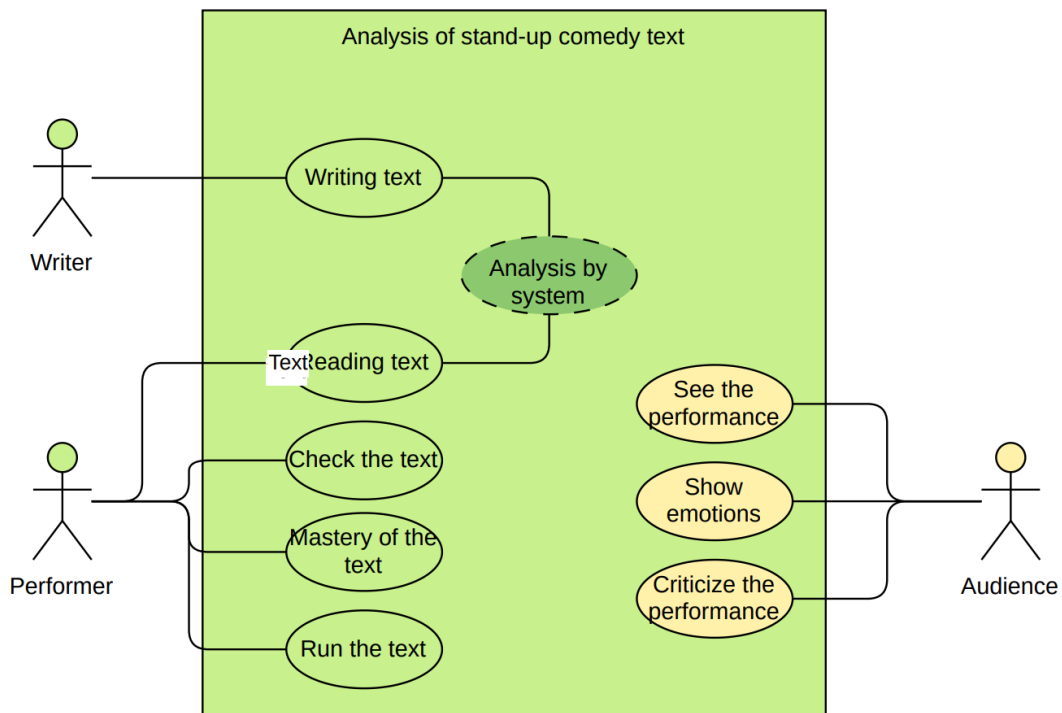 Analysis of stand-up comedy text
Writing text
Writer
Analysis by
system
Text
Reading text
See the
performance
Check the text
Show
emotions
Mastery of the
text
Performer
Audience
Criticize the
performance
Run the text